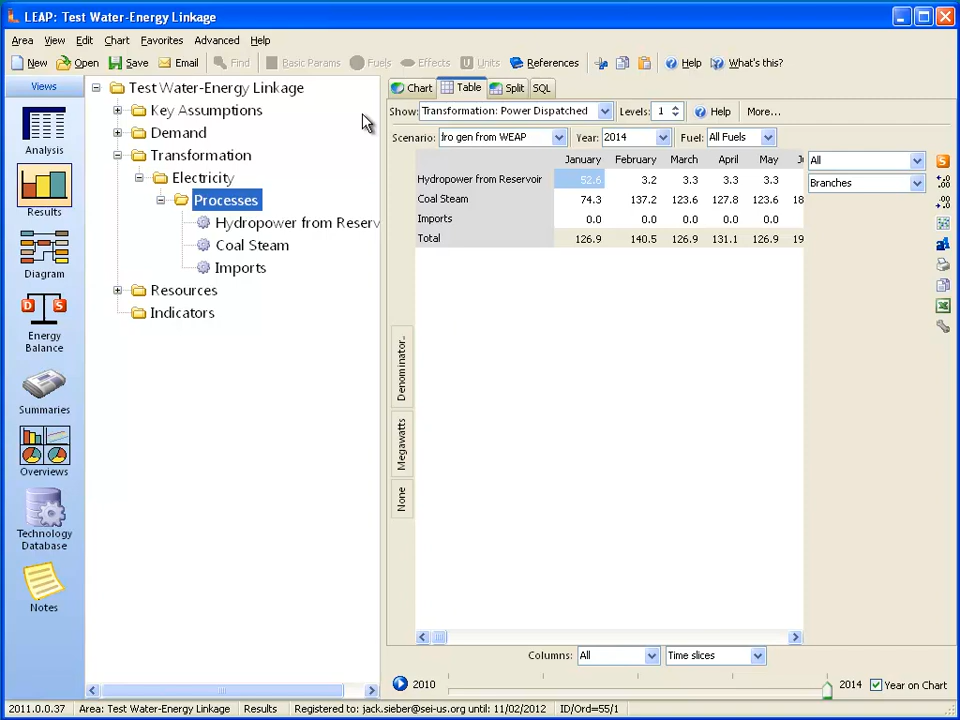 LEAP: Test Water-Energy Linkage
Area View Edit Chart Favorites Advanced Help
New Open Save Email Find Basic Params Fuels Effects Units References Help What's this?
Views
Analysis
Results
Diagram
Energy
Balance
Summaries
Overviews
Technology
Database
Notes
Test Water-Energy Linkage
Key Assumptions
Demand
Transformation
Electricity
Processes
Hydropower from Reserv
Coal Steam
Imports
Resources
Indicators
Chart Table Split SQL
Show: Transformation: Power Dispatched Levels: 1 Help More...
Scenario: dro gen from WEAP Year: 2014 Fuel: All Fuels
January February March April May Ju
Hydropower from Reservoir 52.6 3.2 3.3 3.3 3.3
Coal Steam 74.3 137.2 123.6 127.8 123.6 18
Imports 0.0 0.0 0.0 0.0 0.0
Total 126.9 140.5 126.9 131.1 126.9 19
All
Branches
Denominator...
Megawatts
None
Columns: All Time slices
2010 2014 Year on Chart
2011.0.0.37 Area: Test Water-Energy Linkage Results Registered to: jack.sieber@sei-us.org until: 11/02/2012 ID/Ord=55/1